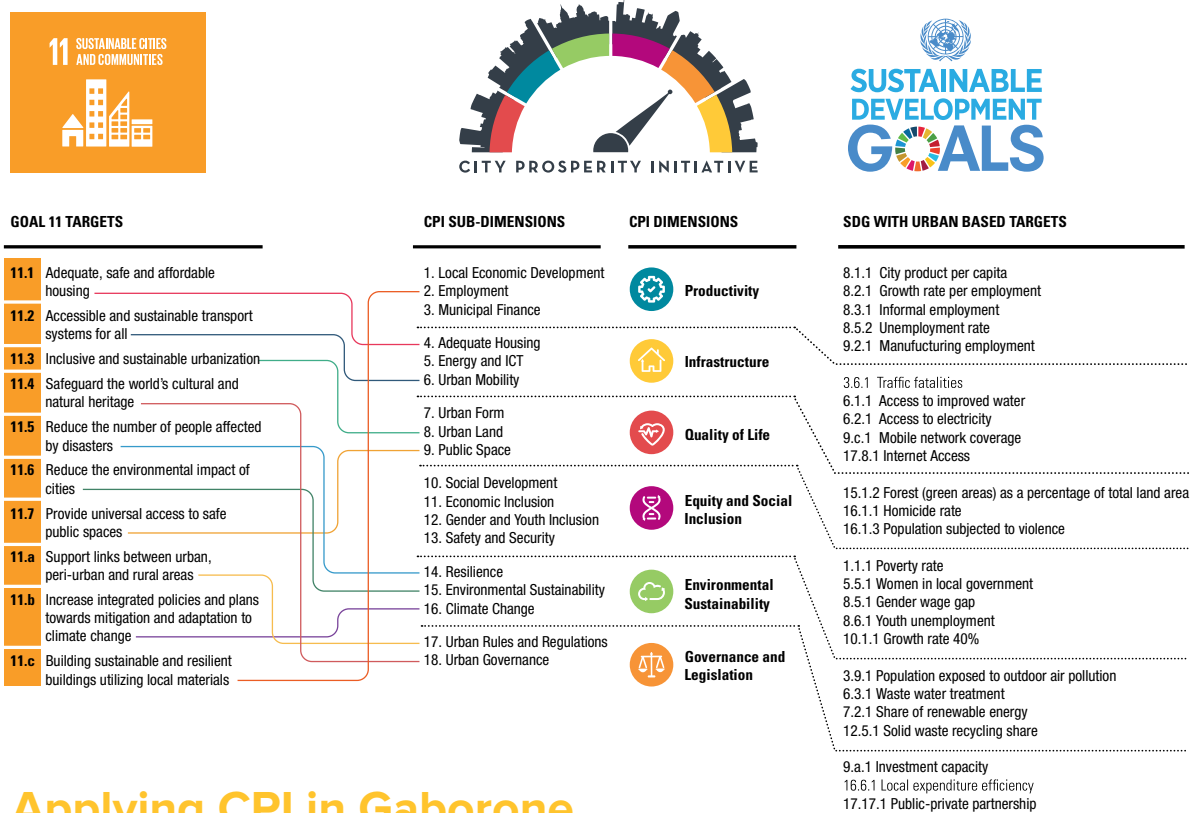 11 SUSTAINABLE CITIES
AND COMMUNITIES
CITY PROSPERITY INITIATIVE
SUSTAINABLE
DEVELOPMENT
GOALS
GOAL 11 TARGETS
11.1 Adequate, safe and affordable
housing
11.2 Accessible and sustainable transport
systems for all
11.3 Inclusive and sustainable urbanization
11.4 Safeguard the world's cultural and
natural heritage
11.5 Reduce the number of people affected
by disasters
11.6 Reduce the environmental impact of
cities
11.7 Provide universal access to safe
public spaces
11.a Support links between urban,
peri-urban and rural areas
11.b Increase integrated policies and plans
towards mitigation and adaptation to
climate change
11.c Building sustainable and resilient
buildings utilizing local materials
CPI SUB-DIMENSIONS
1. Local Economic Development
2. Employment
3. Municipal Finance
4. Adequate Housing
5. Energy and ICT
6. Urban Mobility
7. Urban Form
8. Urban Land
9. Public Space
10. Social Development
11. Economic Inclusion
12. Gender and Youth Inclusion
13. Safety and Security
14. Resilience
15. Environmental Sustainability
16. Climate Change
17. Urban Rules and Regulations
18. Urban Governance
CPI DIMENSIONS
Productivity
Infrastructure
Quality of Life
Equity and Social
Inclusion
Environmental
Sustainability
Governance and
Legislation
SDG WITH URBAN BASED TARGETS
8.1.1 City product per capita
8.2.1 Growth rate per employment
8.3.1 Informal employment
8.5.2 Unemployment rate
9.2.1 Manufucturing employment
3.6.1 Traffic fatalities
6.1.1 Access to improved water
6.2.1 Access to electricity
9.c.1 Mobile network coverage
17.8.1 Internet Access
15.1.2 Forest (green areas) as a percentage of total land area
16.1.1 Homicide rate
16.1.3 Population subjected to violence
1.1.1 Poverty rate
5.5.1 Women in local government
8.5.1 Gender wage gap
8.6.1 Youth unemployment
10.1.1 Growth rate 40%
3.9.1 Population exposed to outdoor air pollution
6.3.1 Waste water treatment
7.2.1 Share of renewable energy
12.5.1 Solid waste recycling share
9.a.1 Investment capacity
16.6.1 Local expenditure efficiency
17.17.1 Public-private partnership
Applying CPI in Gaborone